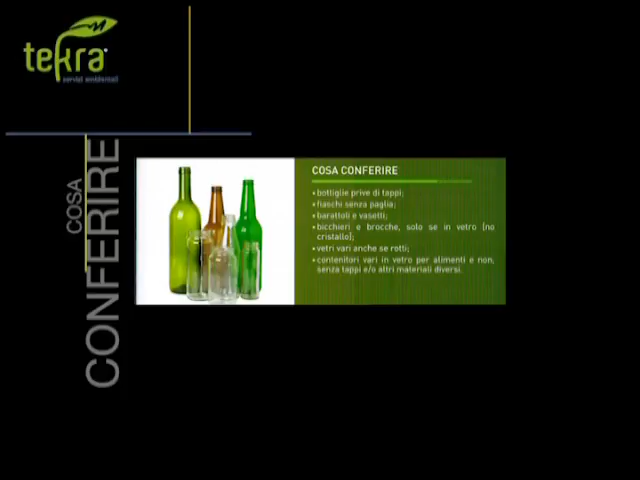 tekra
servizi ambientali
COSA
CONFERIRE
COSA CONFERIRE
• bottiglie prive di tappi;
• fiaschi senza paglia;
• barattoli e vasetti;
• bicchieri e brocche, solo se in vetro (no
cristallo);
• vetri vari anche se rotti;
• contenitori vari in vetro per alimenti e non,
senza tappi e/o altri materiali diversi.